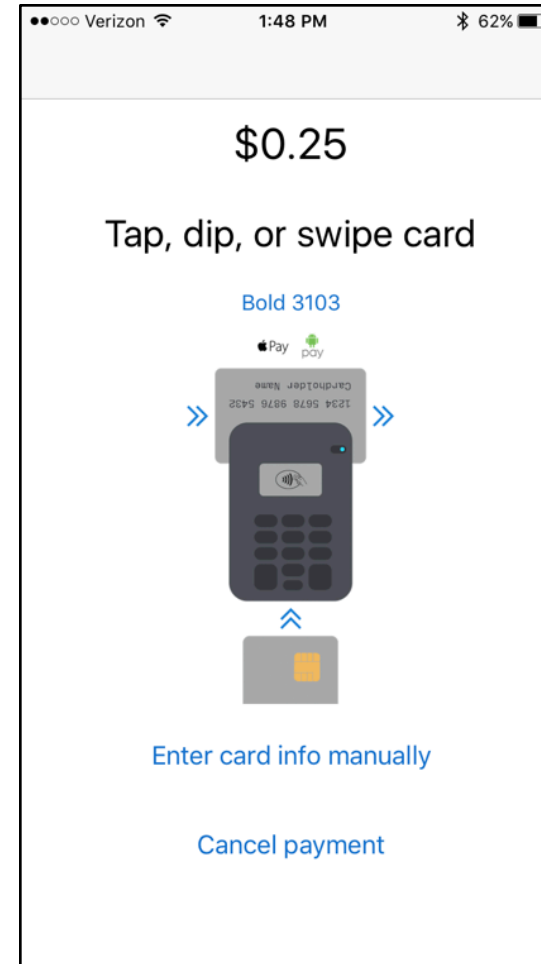 Verizon 1:48 PM 62%
$0.25
Tap, dip, or swipe card
Bold 3103
Pay pay
Cardholder Name
1234 5678 9876 5432
Enter card info manually
Cancel payment